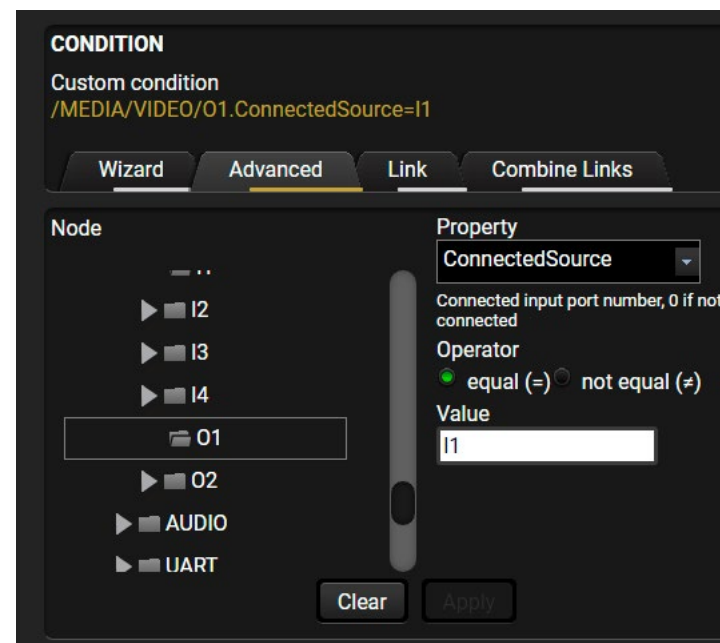 CONDITION
Custom condition
/MEDIA/VIDEO/O1.ConnectedSource=I1
Wizard
Advanced
Link
Combine Links
Node
I2
I3
I4
O1
O2
AUDIO
UART
Property
ConnectedSource
Connected input port number, 0 if not
connected
Operator
equal (=) not equal (≠)
Value
I1
Clear
Apply